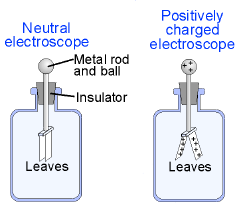 Neutral
electroscope
Positively
charged
electroscope
Metal rod
and ball
Insulator
Leaves
Leaves